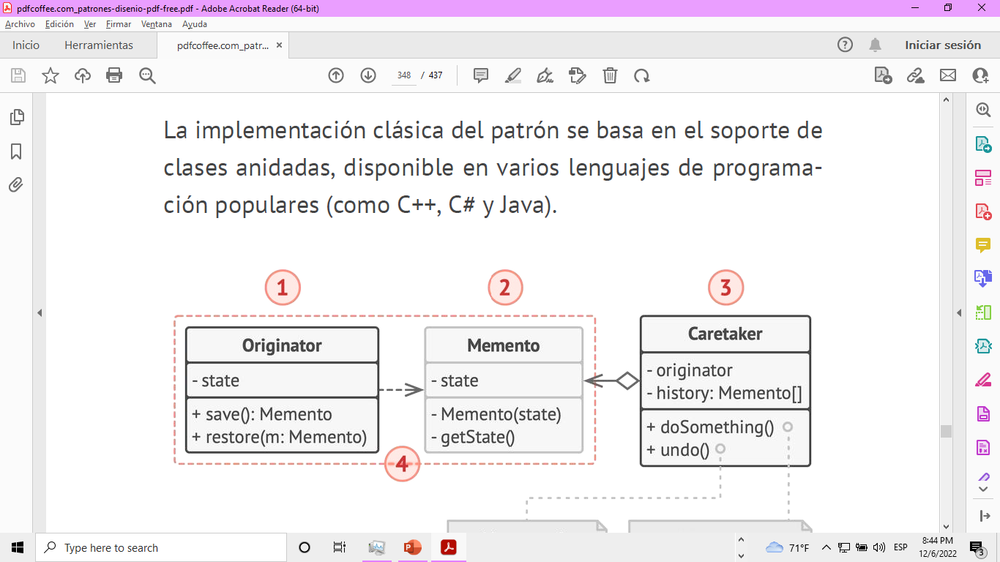 pdfcoffee.com_patrones-disenio-pdf-free.pdf - Adobe Acrobat Reader (64-bit)
Archivo Edición Ver Firmar Ventana Ayuda
Inicio Herramientas pdfcoffee.com_patr... × Iniciar sesión
348 / 437
La implementación clásica del patrón se basa en el soporte de
clases anidadas, disponible en varios lenguajes de programa-
ción populares (como C++, C# y Java).
1 2 3
Originator
- state
+ save(): Memento
+ restore(m: Memento)
Memento
- state
- Memento(state)
- getState()
Caretaker
- originator
- history: Memento[]
+ doSomething()
+ undo()
4
Type here to search
71°F
ESP
8:44 PM
12/6/2022
3